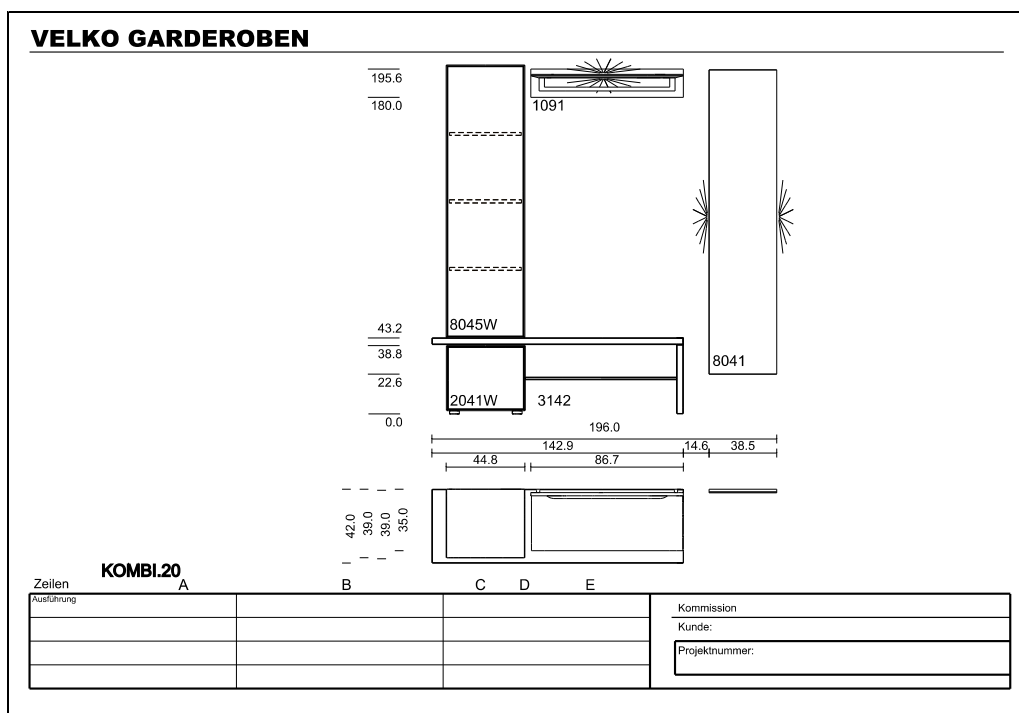 VELKO GARDEROBEN
195.6
180.0
1091
8045W
43.2
38.8
8041
22.6
2041W 3142
0.0
196.0
142.9 14.6 38.5
44.8 86.7
42.0 39.0 39.0 35.0
KOMBI.20
Zeilen A B C D E
Ausführung
Kommission
Kunde:
Projektnummer: